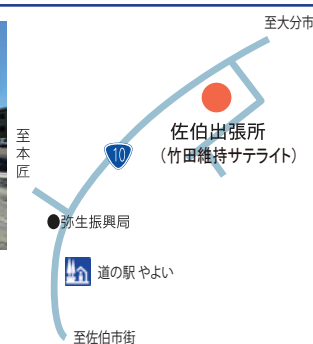 至大分市
佐伯出張所
（竹田維持サテライト）
至本匠
10
弥生振興局
道の駅 やよい
至佐伯市街